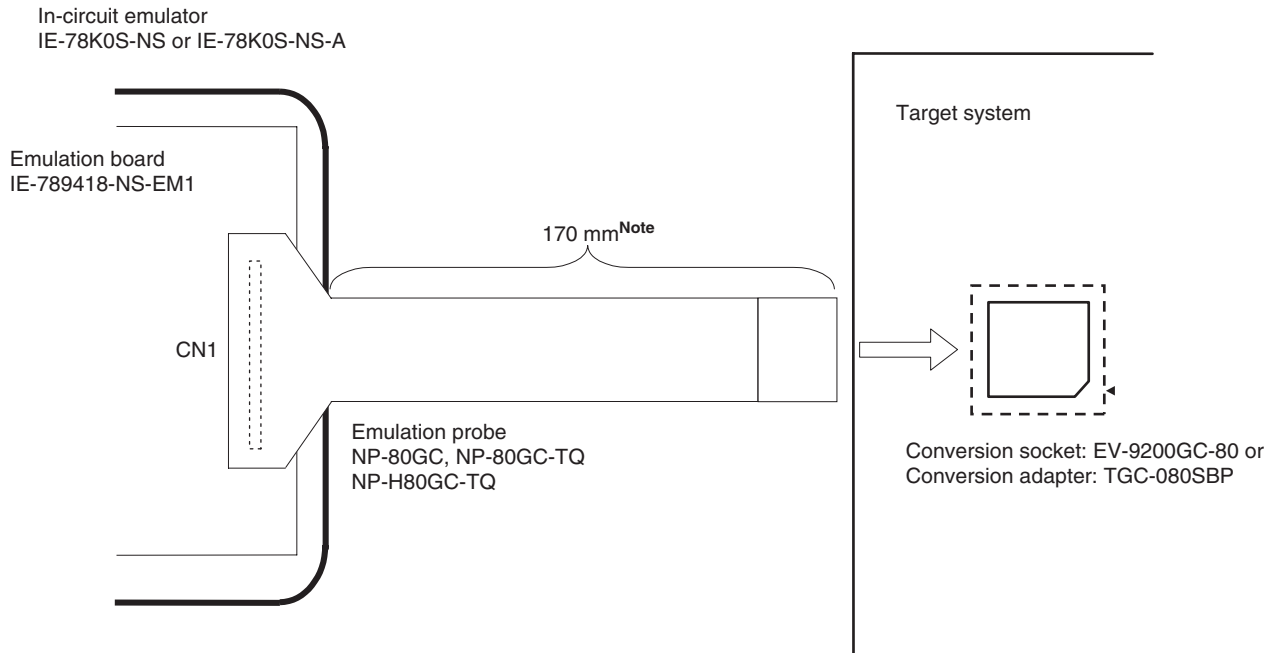 In-circuit emulator
IE-78K0S-NS or IE-78K0S-NS-A
Target system
Emulation board
IE-789418-NS-EM1
170 mmNote
CN1
Emulation probe
NP-80GC, NP-80GC-TQ
NP-H80GC-TQ
Conversion socket: EV-9200GC-80 or
Conversion adapter: TGC-080SBP